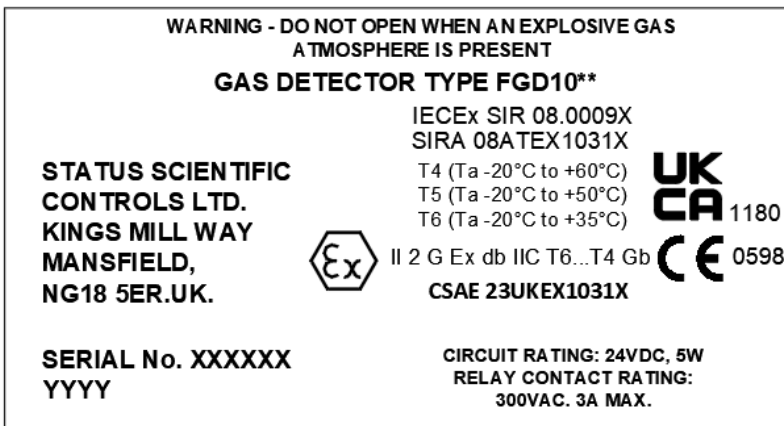 WARNING - DO NOT OPEN WHEN AN EXPLOSIVE GAS
ATMOSPHERE IS PRESENT
GAS DETECTOR TYPE FGD10**
IECEx SIR 08.0009X
SIRA 08ATEX1031X
T4 (Ta -20°C to +60°C)
T5 (Ta -20°C to +50°C)
T6 (Ta -20°C to +35°C)
UK
CA 1180
STATUS SCIENTIFIC
CONTROLS LTD.
KINGS MILL WAY
MANSFIELD,
NG18 5ER.UK.
Ex II 2 G Ex db IIC T6...T4 Gb CE 0598
CSAE 23UKEX1031X
SERIAL No. XXXXXX
YYYY
CIRCUIT RATING: 24VDC, 5W
RELAY CONTACT RATING:
300VAC. 3A MAX.